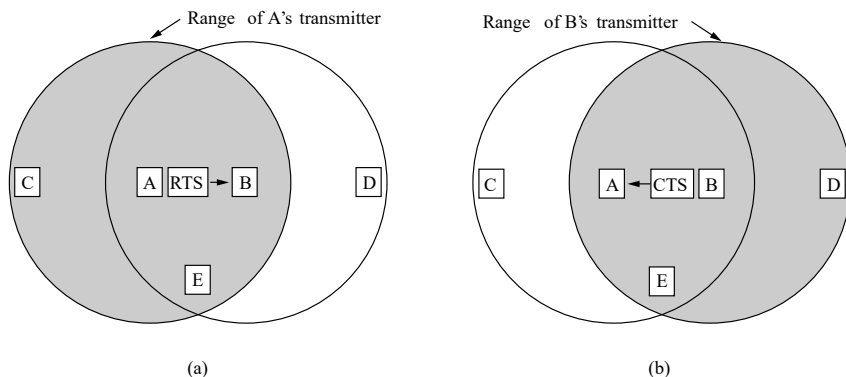 Range of A's transmitter
C
A
RTS
B
D
E
(a)
Range of B's transmitter
C
A
CTS
B
D
E
(b)